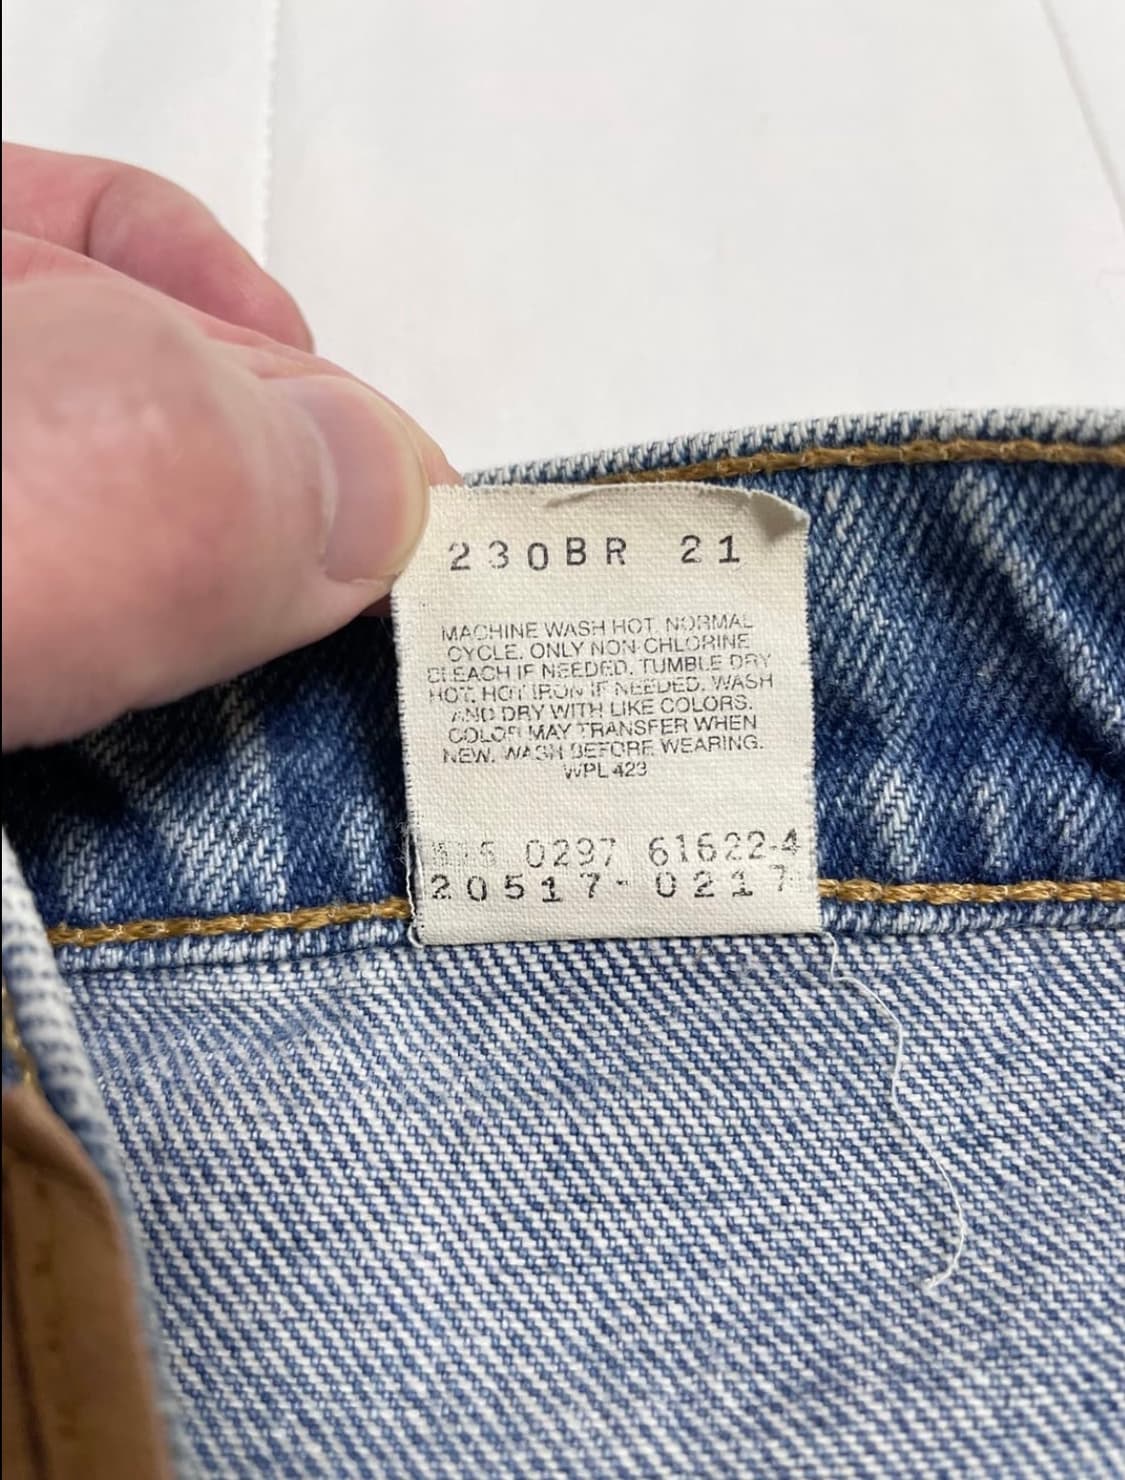 230BR 21
MACHINE WASH HOT, NORMAL
CYCLE. ONLY NON-CHLORINE
BLEACH IF NEEDED. TUMBLE DRY
HOT. HOT IRON IF NEEDED. WASH
AND DRY WITH LIKE COLORS.
COLOR MAY TRANSFER WHEN
NEW. WASH BEFORE WEARING.
WPL 423
0297 61622-4
20517- 0217